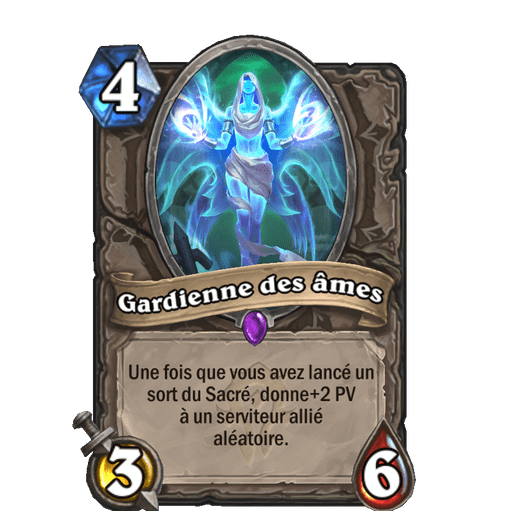 4
Gardienne des âmes
Une fois que vous avez lancé un
sort du Sacré, donne+2 PV
à un serviteur allié
aléatoire.
3
6